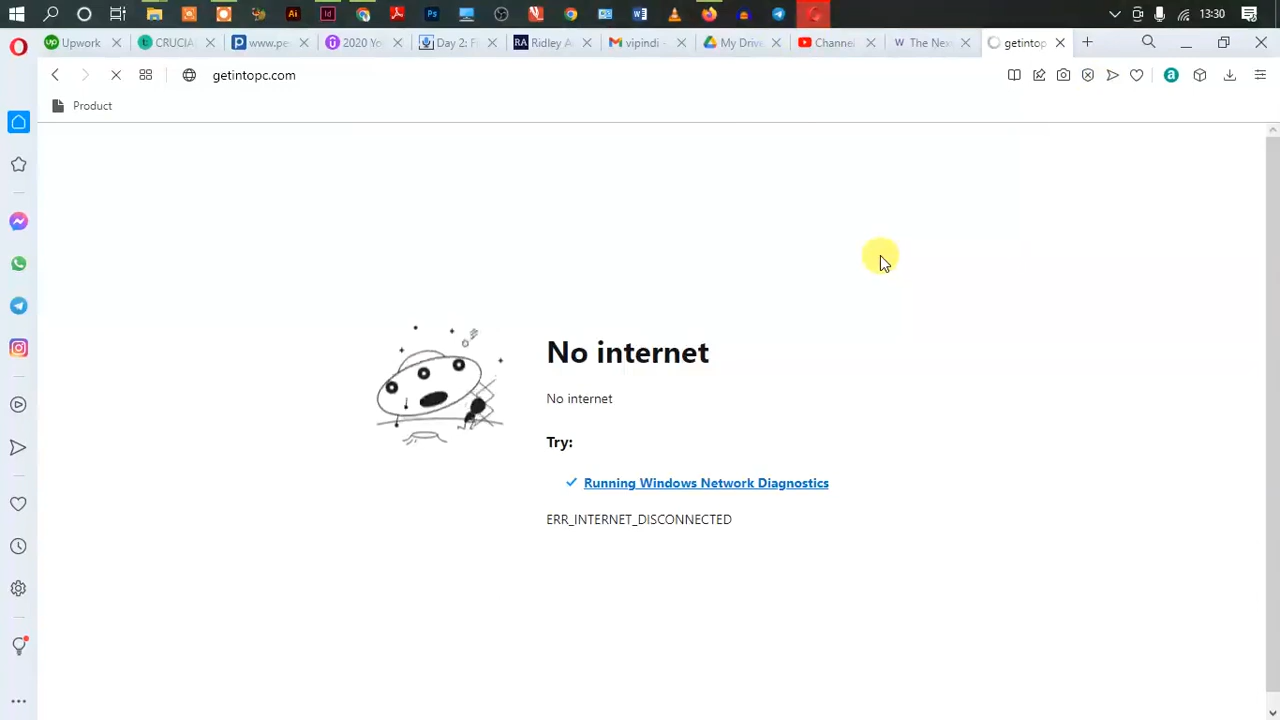 13:30
Upwork
CRUCIA
www.pe
2020 Yo
Day 2: F
Ridley A
vipindi -
My Drive
Channe
The Nex
getintop
getintopc.com
Product
No internet
No internet
Try:
Running Windows Network Diagnostics
ERR_INTERNET_DISCONNECTED